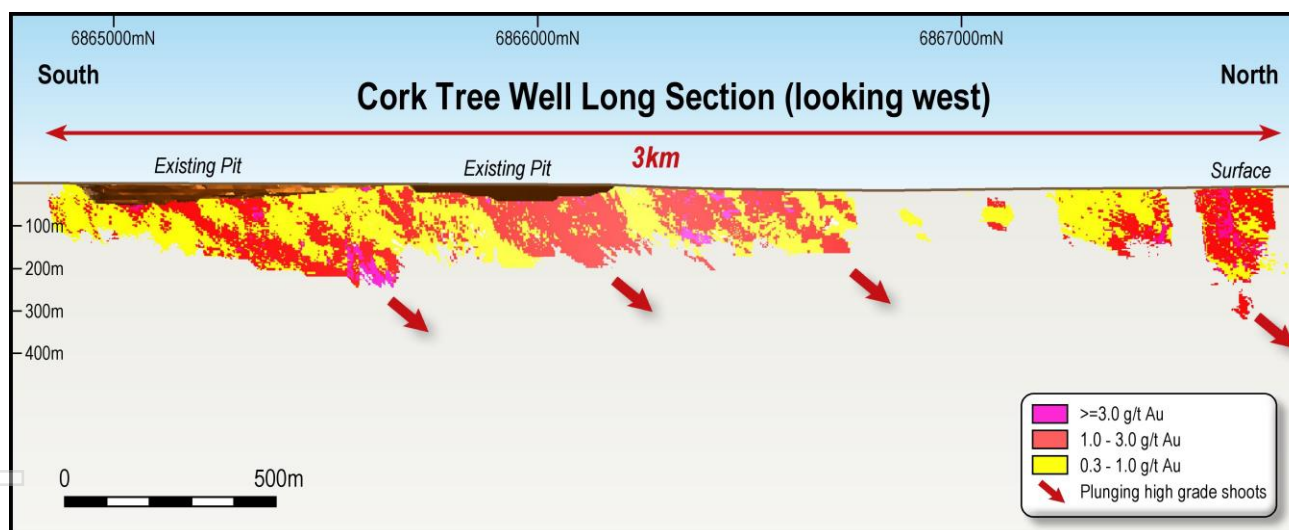 6865000mN 6866000mN 6867000mN
South North
Cork Tree Well Long Section (looking west)
3km
Existing Pit Existing Pit Surface
100m
200m
300m
400m
>=3.0 g/t Au
1.0 - 3.0 g/t Au
0.3 - 1.0 g/t Au
Plunging high grade shoots
0 500m